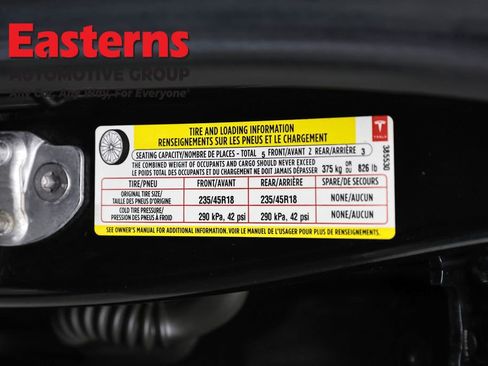 Easterns
AUTOMOTIVE GROUP
Any Car. Any Way. For Everyone
TIRE AND LOADING INFORMATION
RENSEIGNEMENTS SUR LES PNEUS ET LE CHARGEMENT
SEATING CAPACITY/NOMBRE DE PLACES - TOTAL 5 FRONT/AVANT 2 REAR/ARRIÈRE 3
THE COMBINED WEIGHT OF OCCUPANTS AND CARGO SHOULD NEVER EXCEED
LE POIDS TOTAL DES OCCUPANTS ET DU CHARGEMENT NE DOIT JAMAIS DÉPASSER 375 kg OR OU 826 lb
TIRE/PNEU FRONT/AVANT REAR/ARRIÈRE SPARE/DE SECOURS
ORIGINAL TIRE SIZE/
TAILLE DES PNEUS D'ORIGINE 235/45R18 235/45R18 NONE/AUCUN
COLD TIRE PRESSURE/
PRESSION DES PNEUS À FROID 290 kPa, 42 psi 290 kPa, 42 psi NONE/AUCUN
SEE OWNER'S MANUAL FOR ADDITIONAL INFORMATION. VOIR LE MANUEL DE L'USAGER POUR PLUS DE RENSEIGNEMENTS.
TESLA
385530